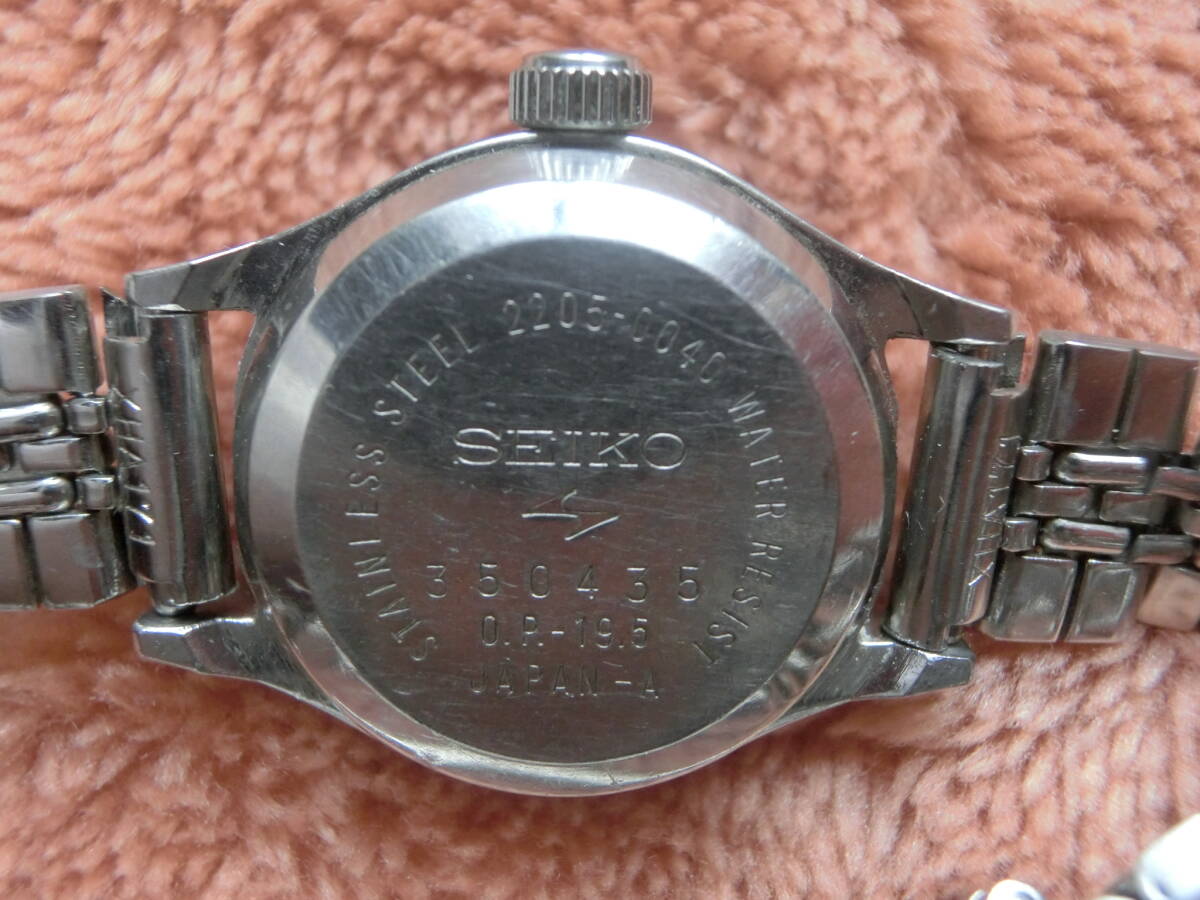 STAINLESS STEEL 2205-0040 WATER RESIST
SEIKO
350435
O.P.-19.5
JAPAN-A